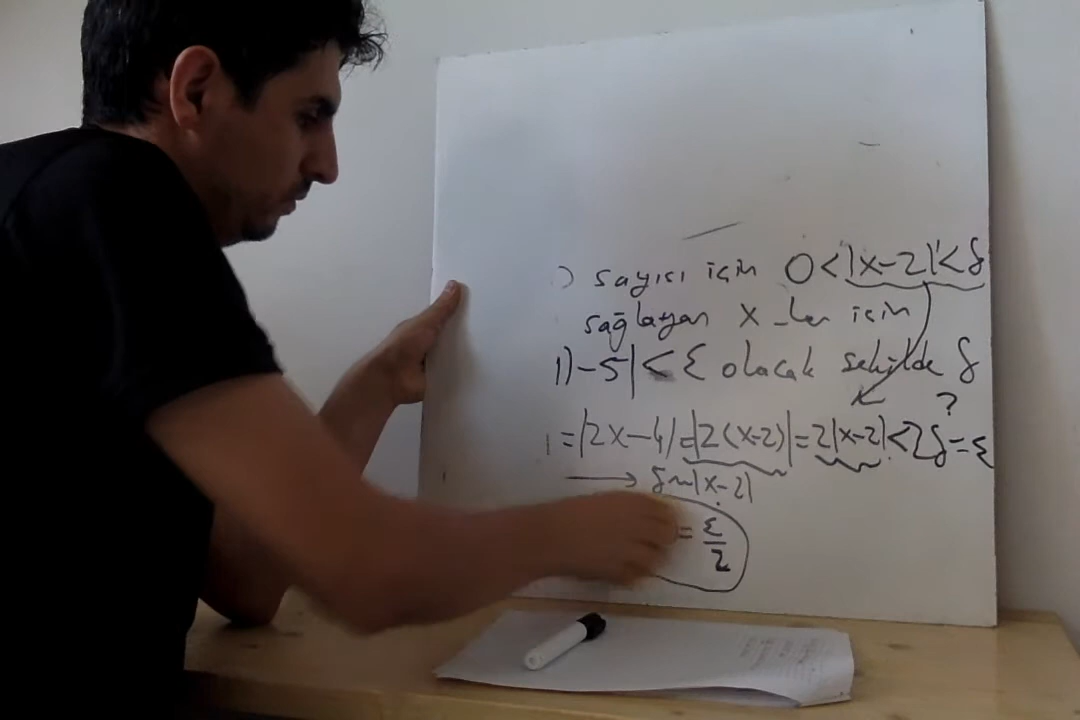 ) sayısı için 0<|x-2|<δ
sağlayan x-ler için
1)-5|<ε olacak şekilde δ
?
|=|2x-4|=|2(x-2)|=2|x-2|<2δ=ε
→ δ~|x-2|
= ε/2